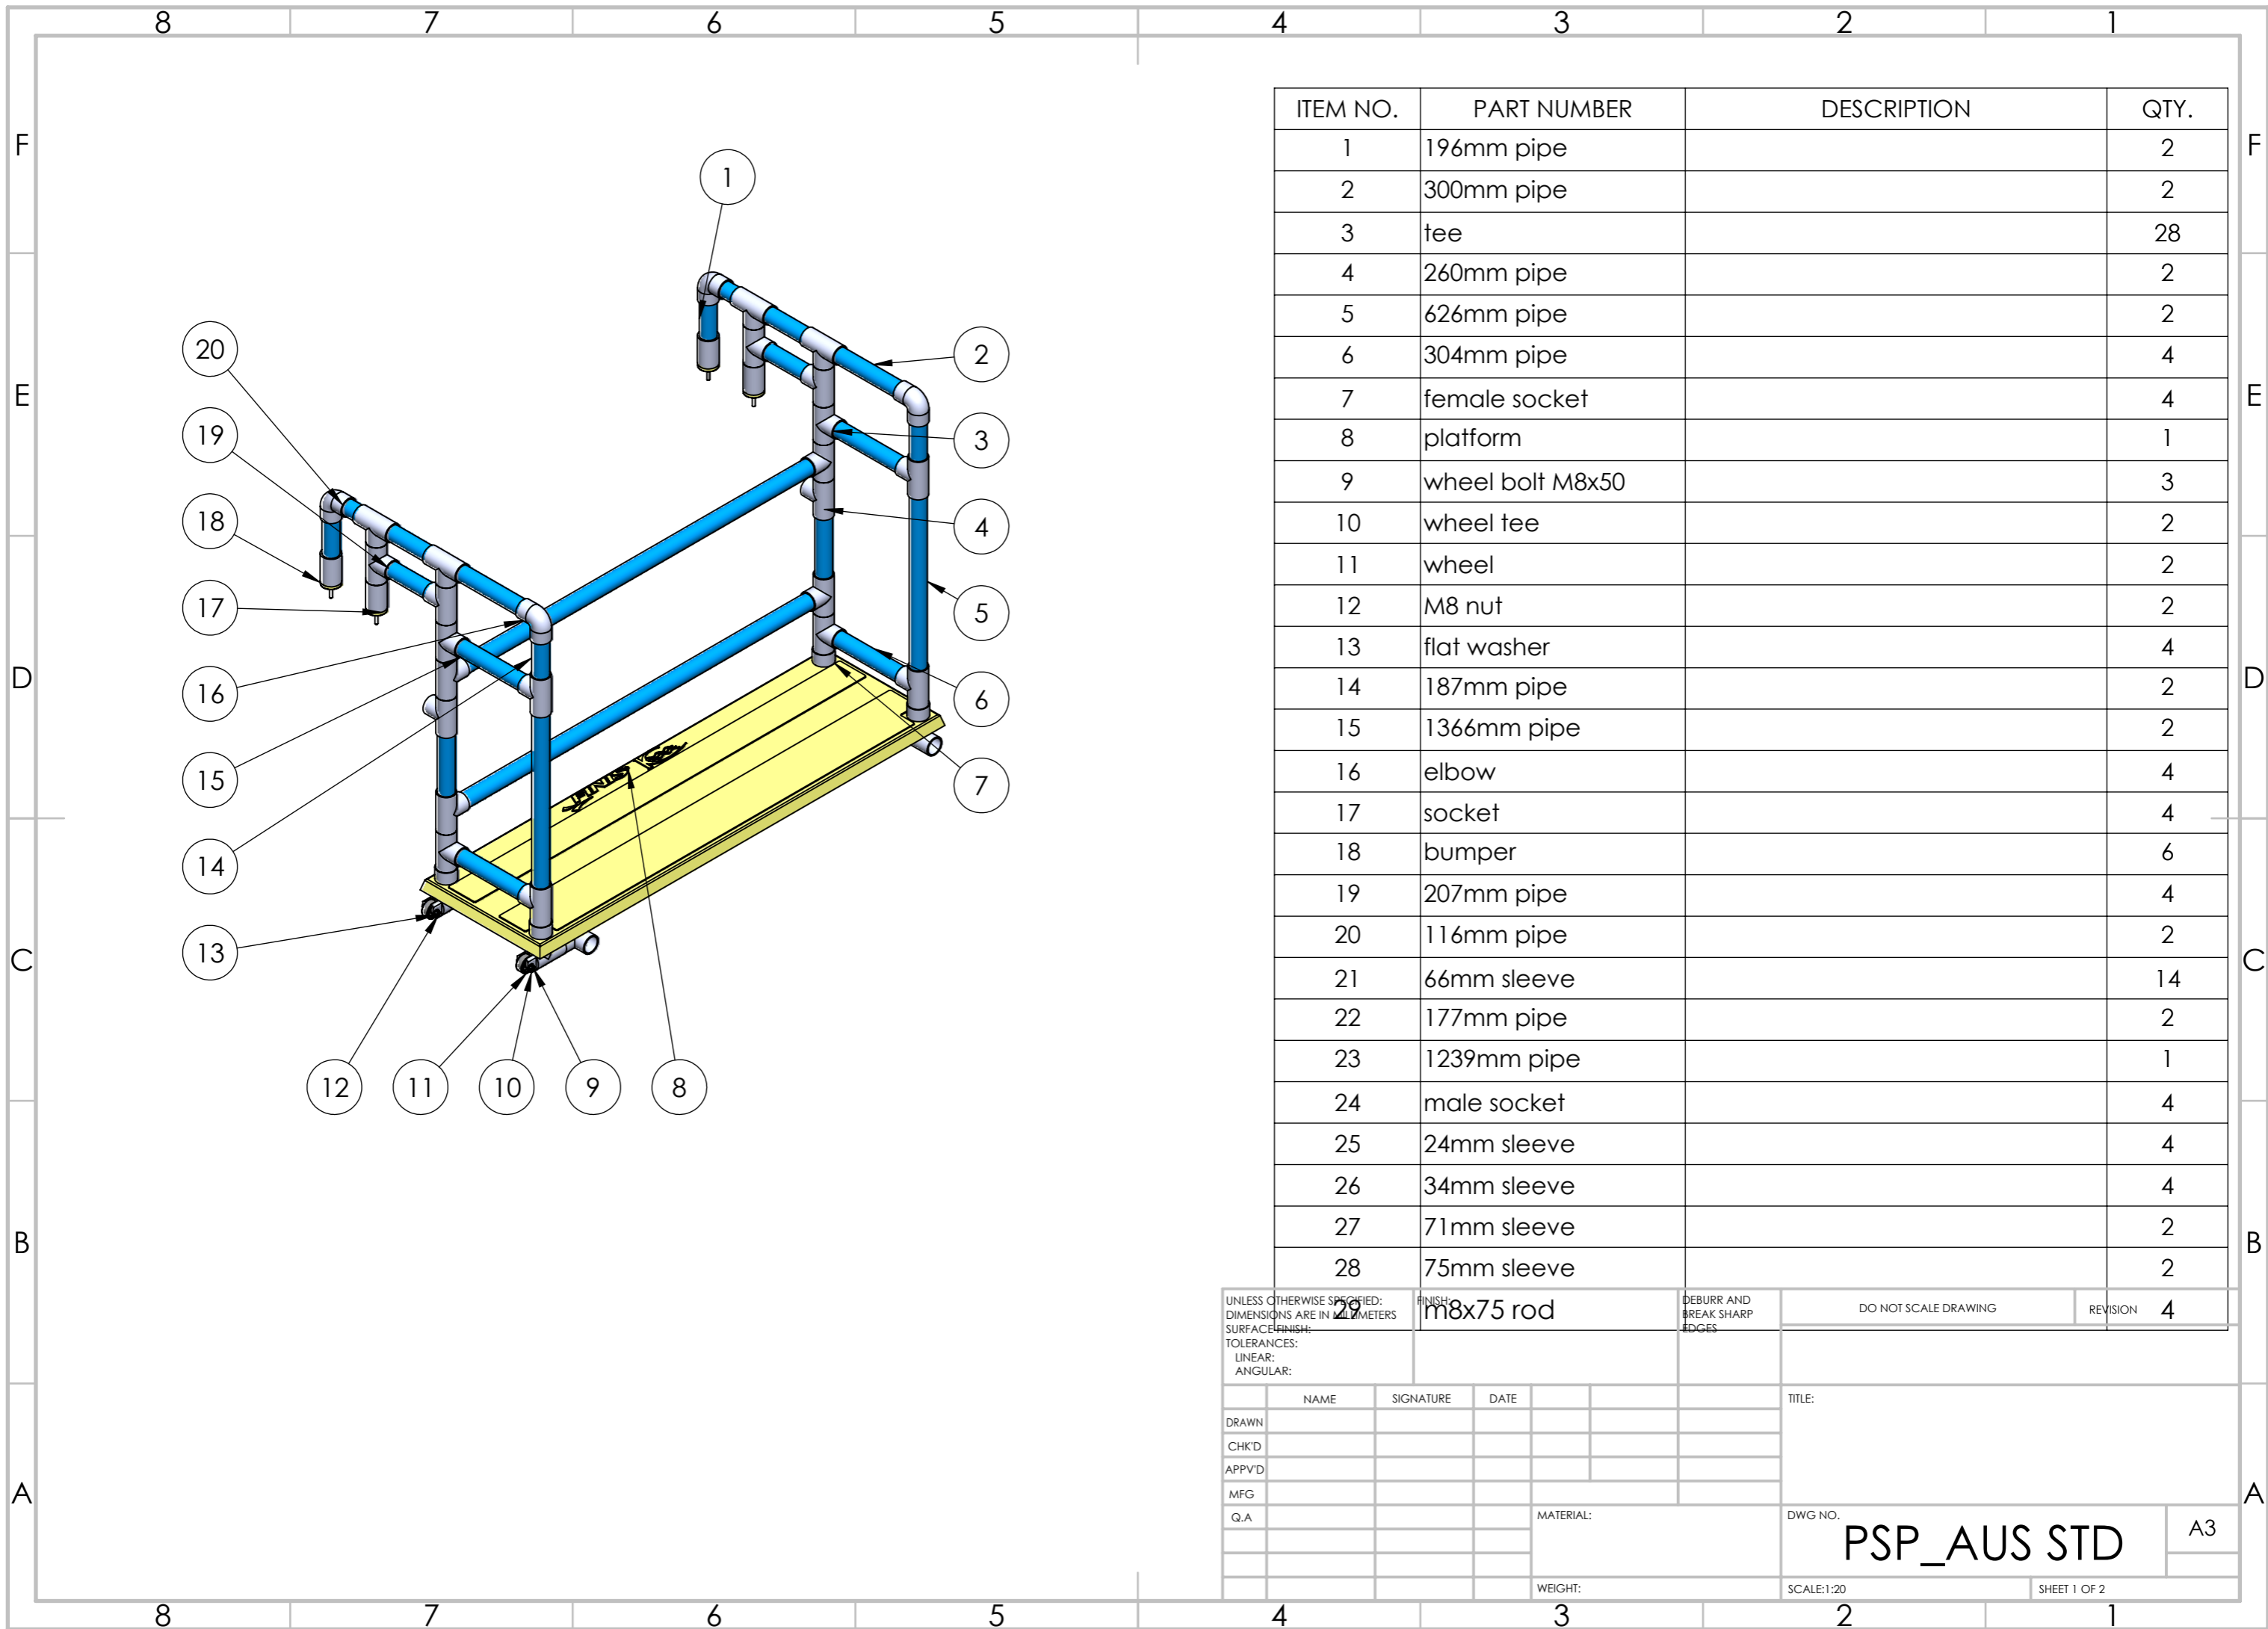 8 7 6 5 4 3 2 1
F
E
D
C
B
A
F
E
D
C
B
A
1
2
3
4
5
6
7
8
9
10
11
12
13
14
15
16
17
18
19
20
ITEM NO. PART NUMBER DESCRIPTION QTY.
1 196mm pipe 2
2 300mm pipe 2
3 tee 28
4 260mm pipe 2
5 626mm pipe 2
6 304mm pipe 4
7 female socket 4
8 platform 1
9 wheel bolt M8x50 3
10 wheel tee 2
11 wheel 2
12 M8 nut 2
13 flat washer 4
14 187mm pipe 2
15 1366mm pipe 2
16 elbow 4
17 socket 4
18 bumper 6
19 207mm pipe 4
20 116mm pipe 2
21 66mm sleeve 14
22 177mm pipe 2
23 1239mm pipe 1
24 male socket 4
25 24mm sleeve 4
26 34mm sleeve 4
27 71mm sleeve 2
28 75mm sleeve 2
29 m8x75 rod 4
UNLESS OTHERWISE SPECIFIED:
DIMENSIONS ARE IN MILLIMETERS
SURFACE FINISH:
TOLERANCES:
LINEAR:
ANGULAR:
FINISH:
DEBURR AND
BREAK SHARP
EDGES
DO NOT SCALE DRAWING
REVISION
NAME SIGNATURE DATE
DRAWN
CHK'D
APPV'D
MFG
Q.A
TITLE:
MATERIAL:
WEIGHT:
DWG NO.
PSP_AUS STD
A3
SCALE:1:20
SHEET 1 OF 2
8 7 6 5 4 3 2 1